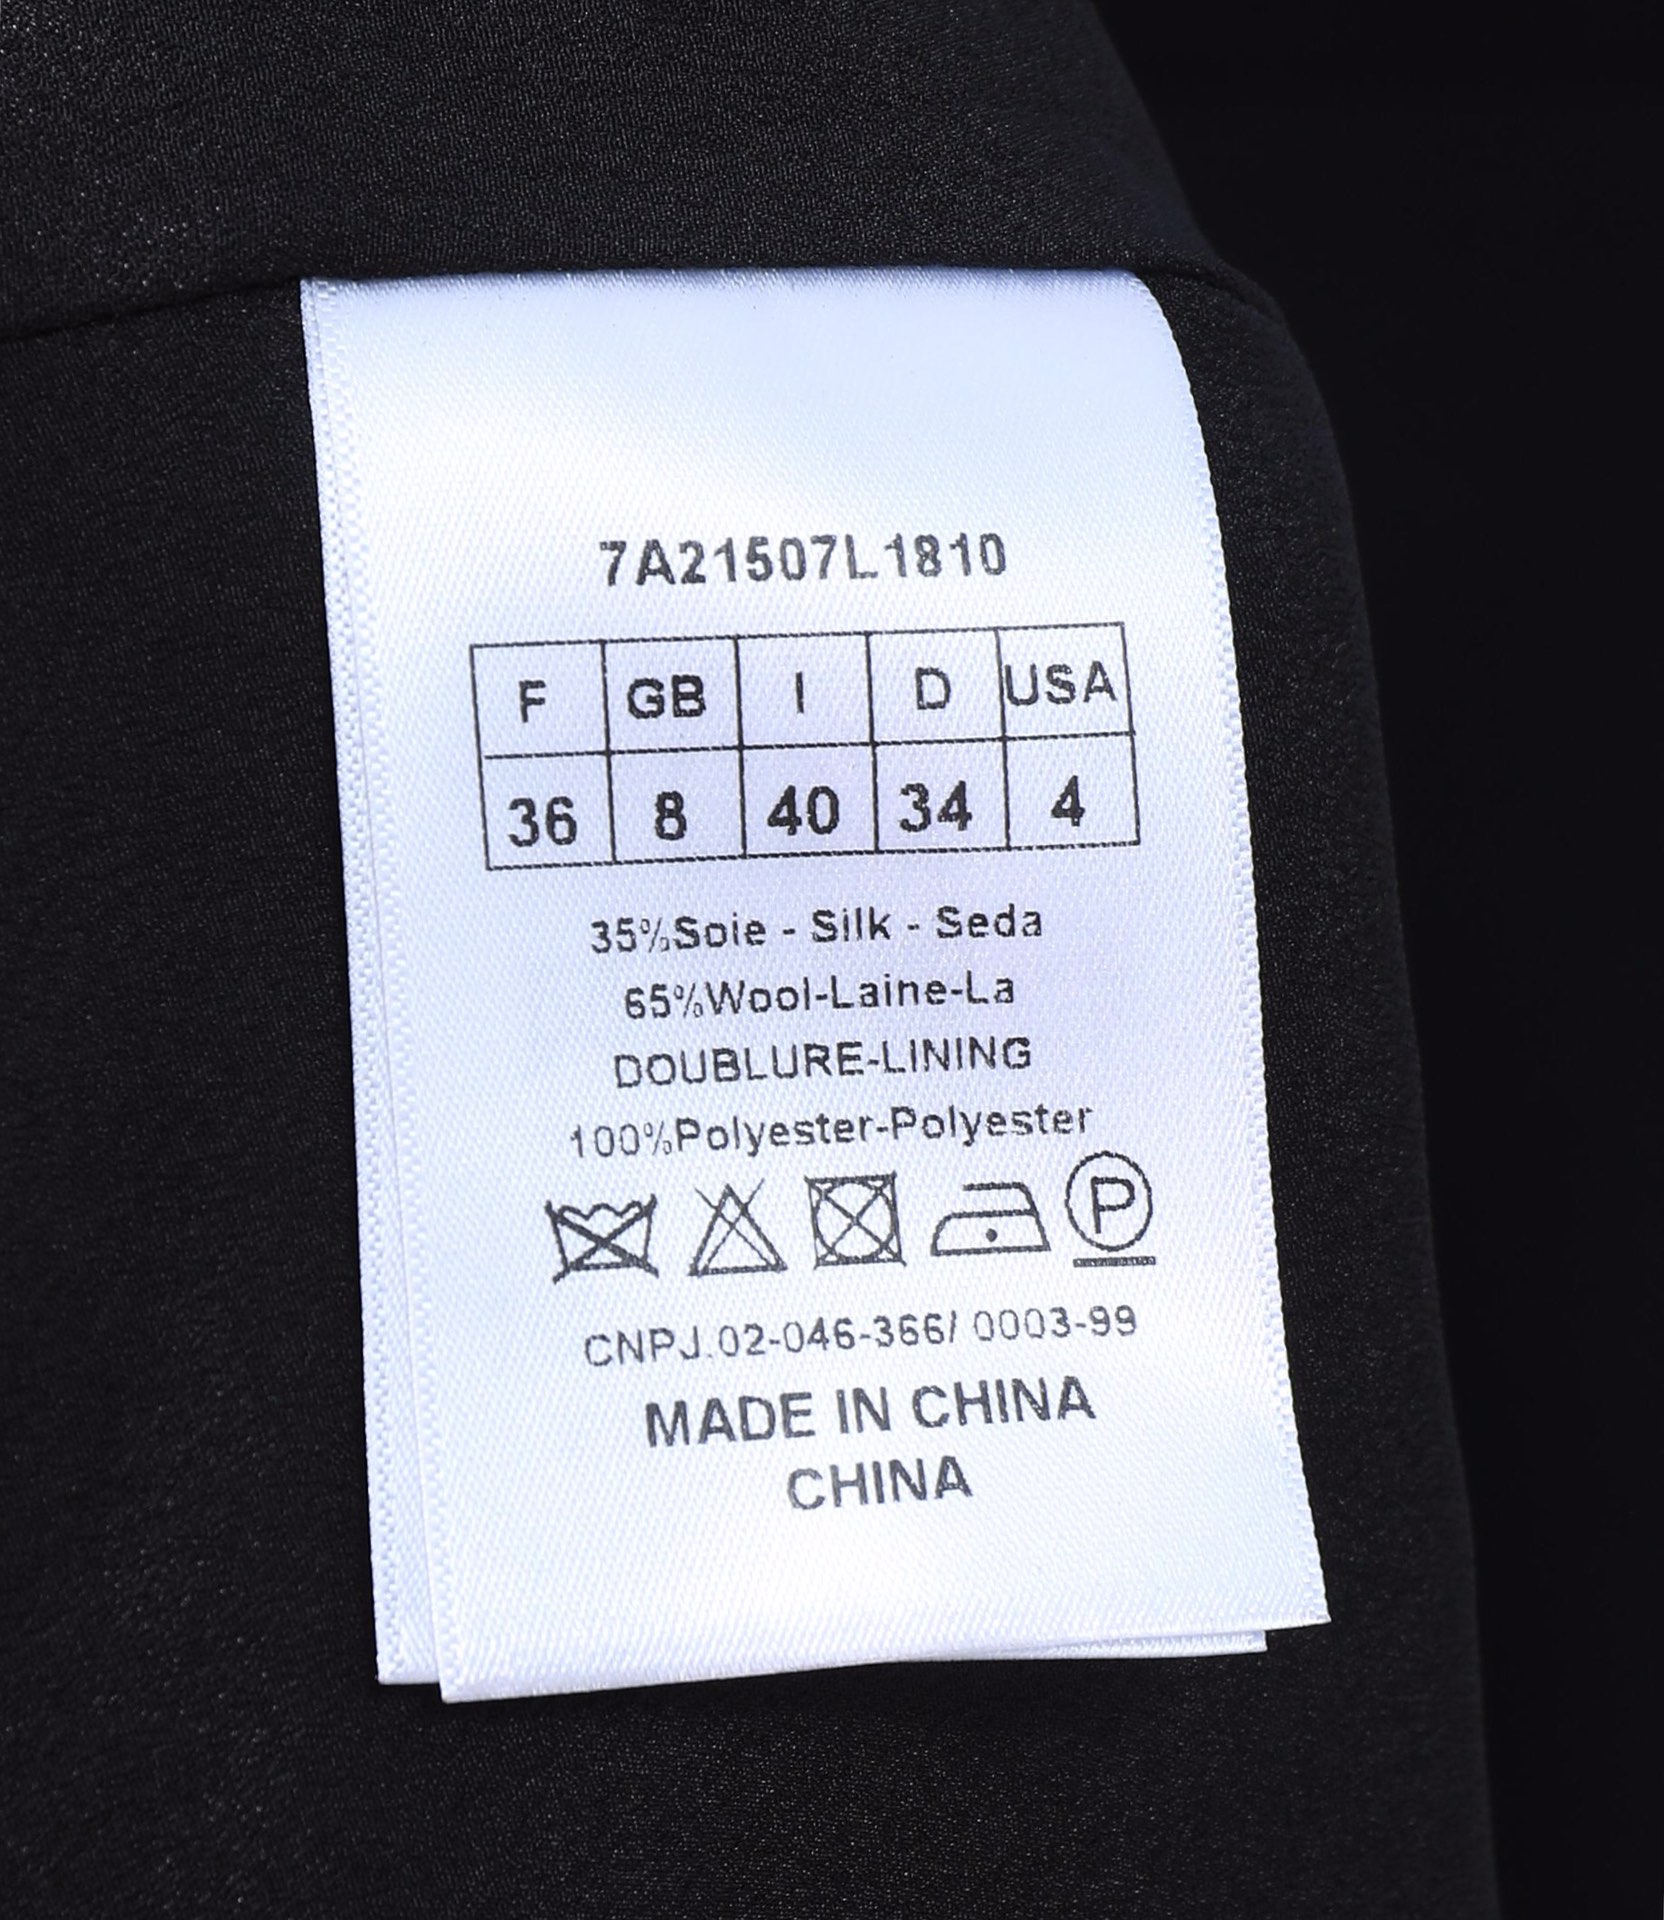 7A21507L1810
F GB I D USA
36 8 40 34 4
35%Soie - Silk - Seda
65%Wool-Laine-La
DOUBLURE-LINING
100%Polyester-Polyester
P
CNPJ.02-046-366/ 0003-99
MADE IN CHINA
CHINA